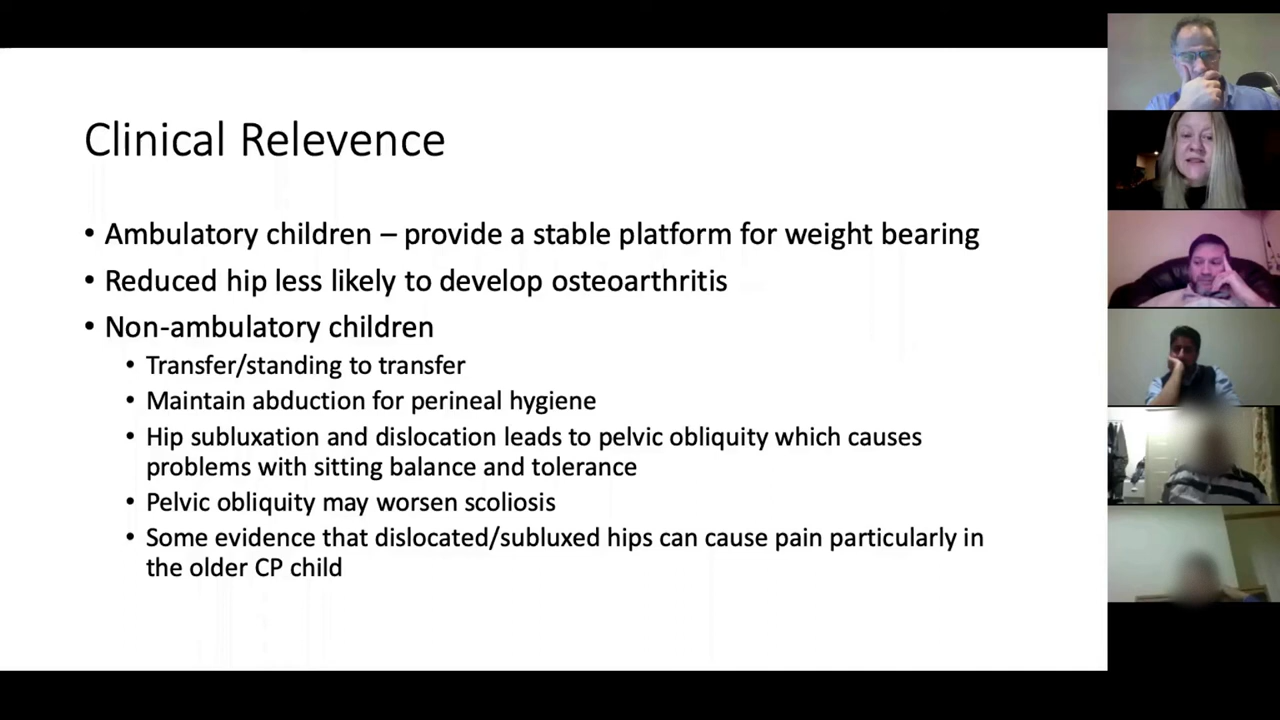 Clinical Relevence
• Ambulatory children – provide a stable platform for weight bearing
• Reduced hip less likely to develop osteoarthritis
• Non-ambulatory children
• Transfer/standing to transfer
• Maintain abduction for perineal hygiene
• Hip subluxation and dislocation leads to pelvic obliquity which causes
problems with sitting balance and tolerance
• Pelvic obliquity may worsen scoliosis
• Some evidence that dislocated/subluxed hips can cause pain particularly in
the older CP child